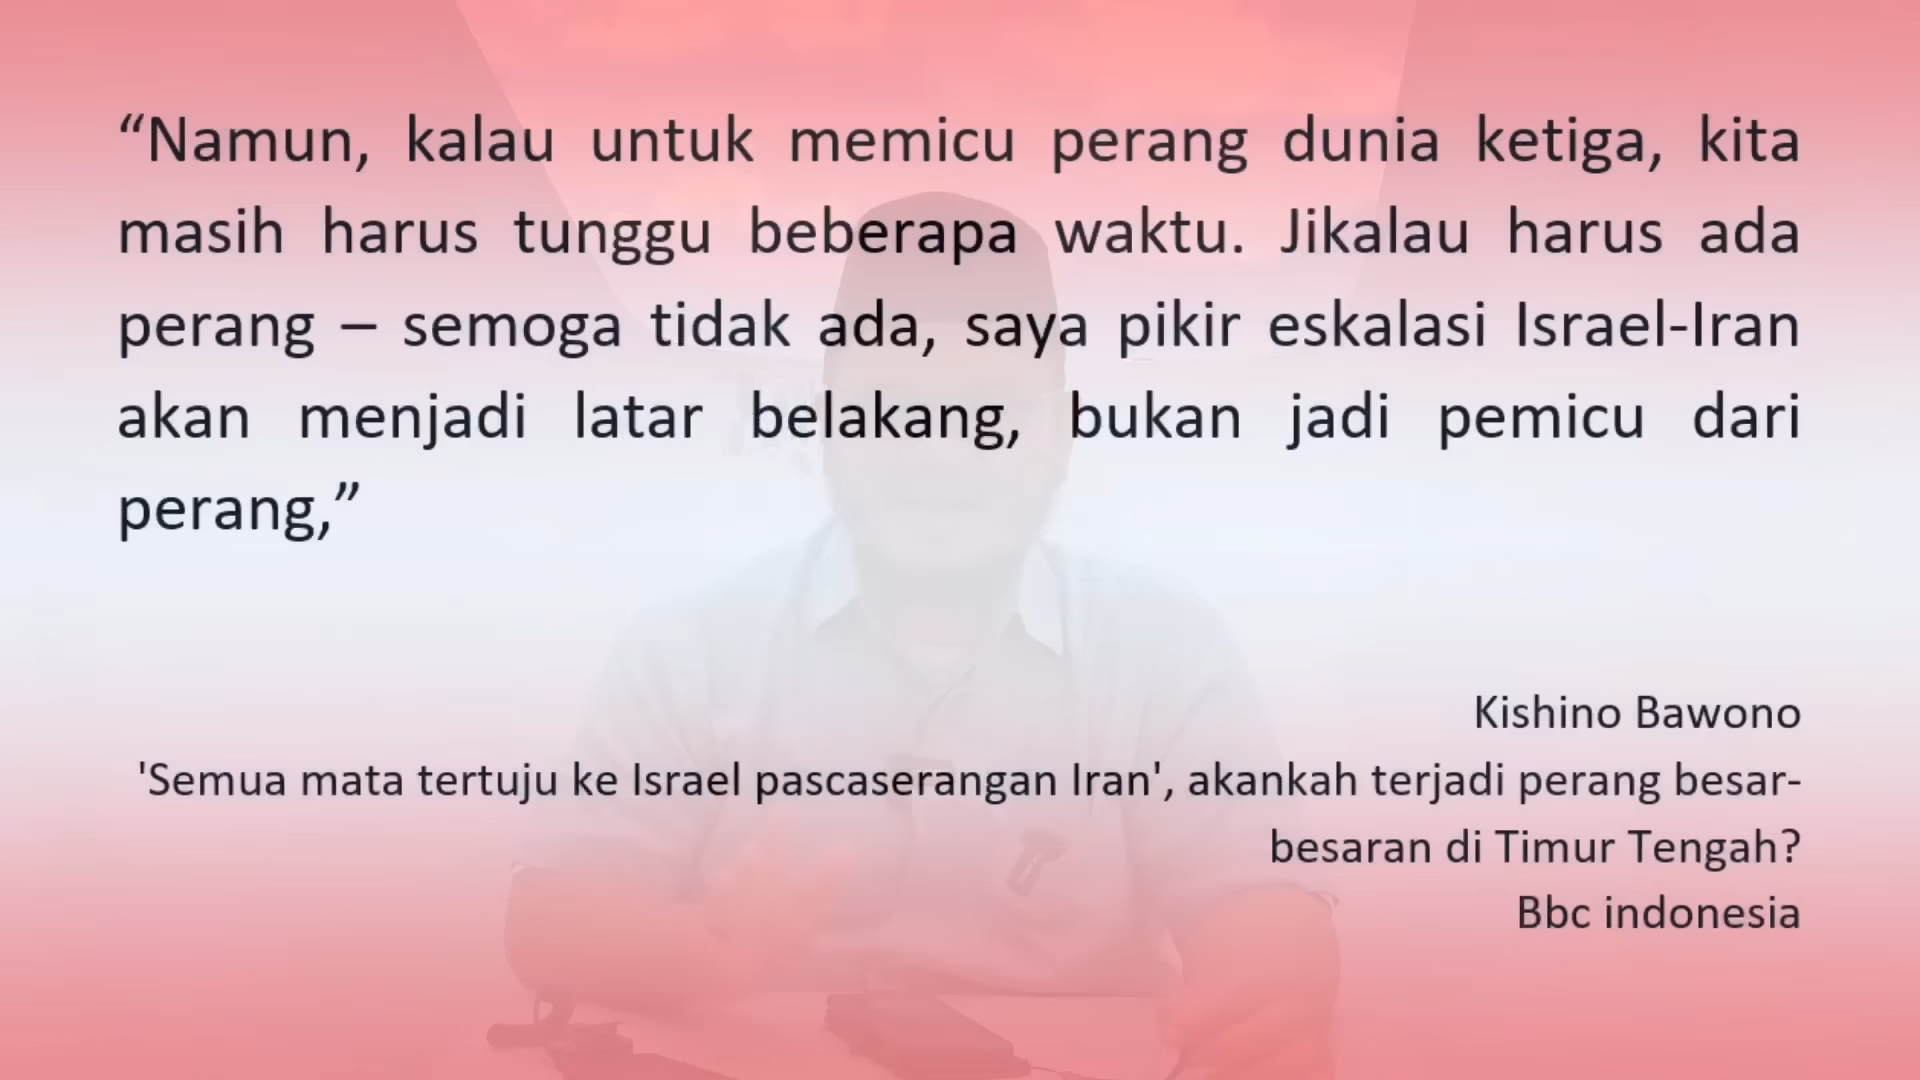 “Namun, kalau untuk memicu perang dunia ketiga, kita
masih harus tunggu beberapa waktu. Jikalau harus ada
perang – semoga tidak ada, saya pikir eskalasi Israel-Iran
akan menjadi latar belakang, bukan jadi pemicu dari
perang,”
Kishino Bawono
'Semua mata tertuju ke Israel pascaserangan Iran', akankah terjadi perang besar-
besaran di Timur Tengah?
Bbc indonesia